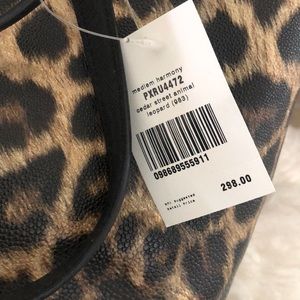 medium harmony
PXRU4472
cedar street animal
leopard (983)
098689555911
298.00
mfr suggested
retail price